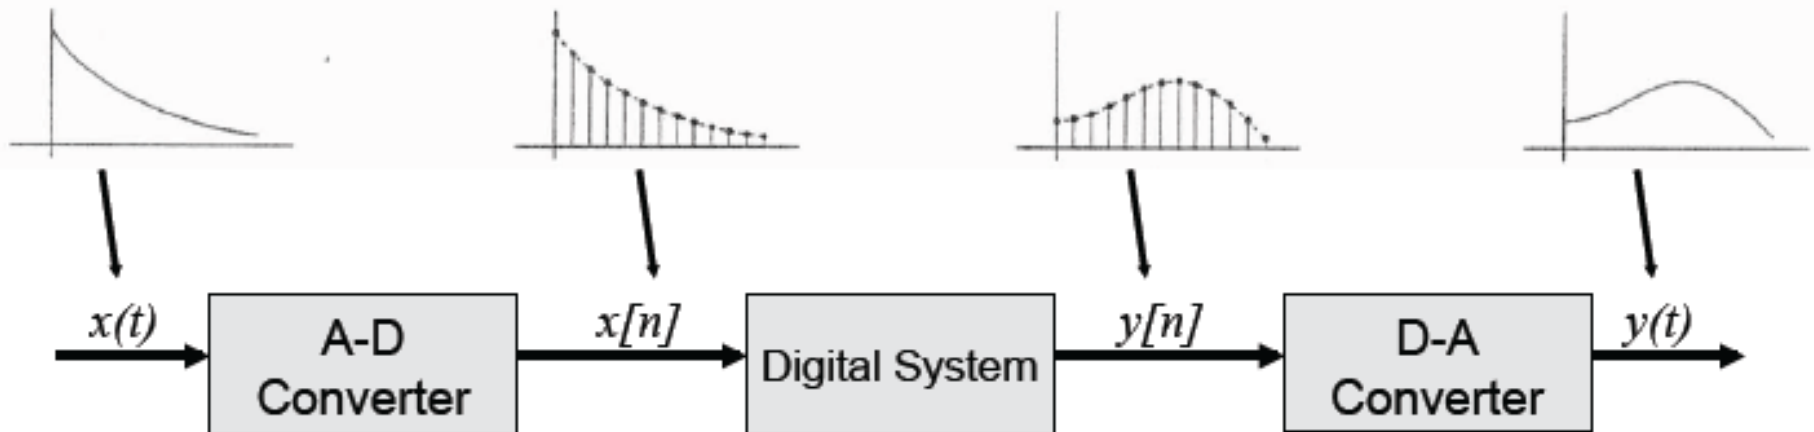 x(t)
A-D
Converter
x[n]
Digital System
y[n]
D-A
Converter
y(t)